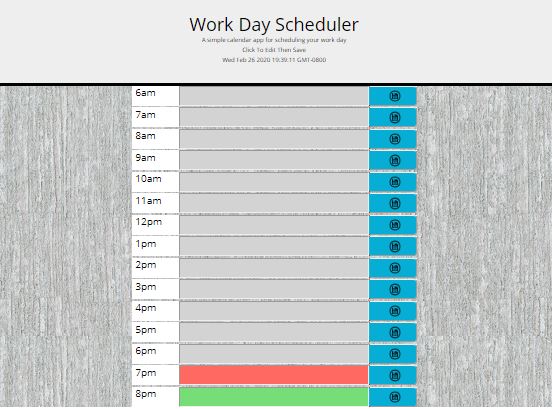 Work Day Scheduler
A simple calendar app for scheduling your work day
Click To Edit Then Save
Wed Feb 26 2020 19:39:11 GMT-0800
6am
7am
8am
9am
10am
11am
12pm
1pm
2pm
3pm
4pm
5pm
6pm
7pm
8pm